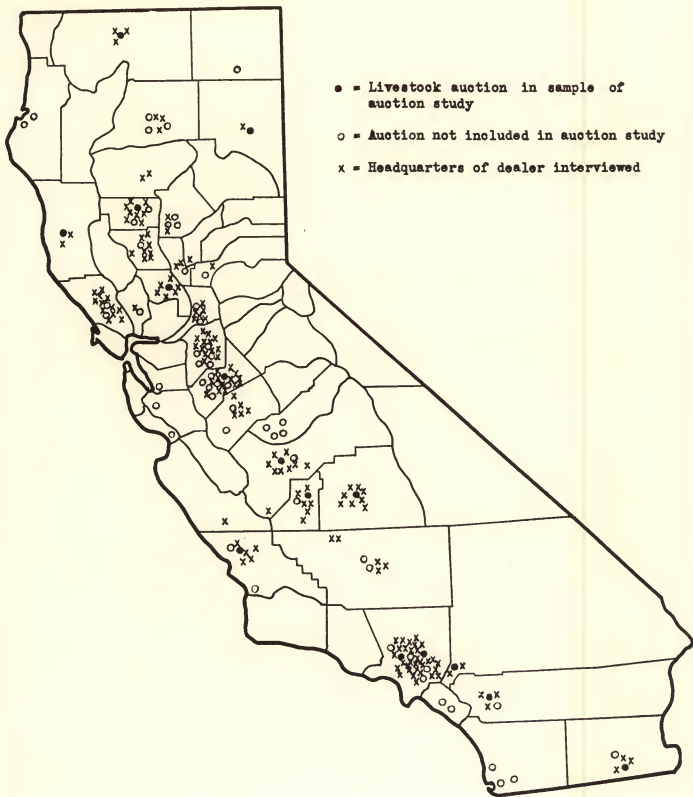 ● = Livestock auction in sample of
auction study
○ = Auction not included in auction study
x = Headquarters of dealer interviewed